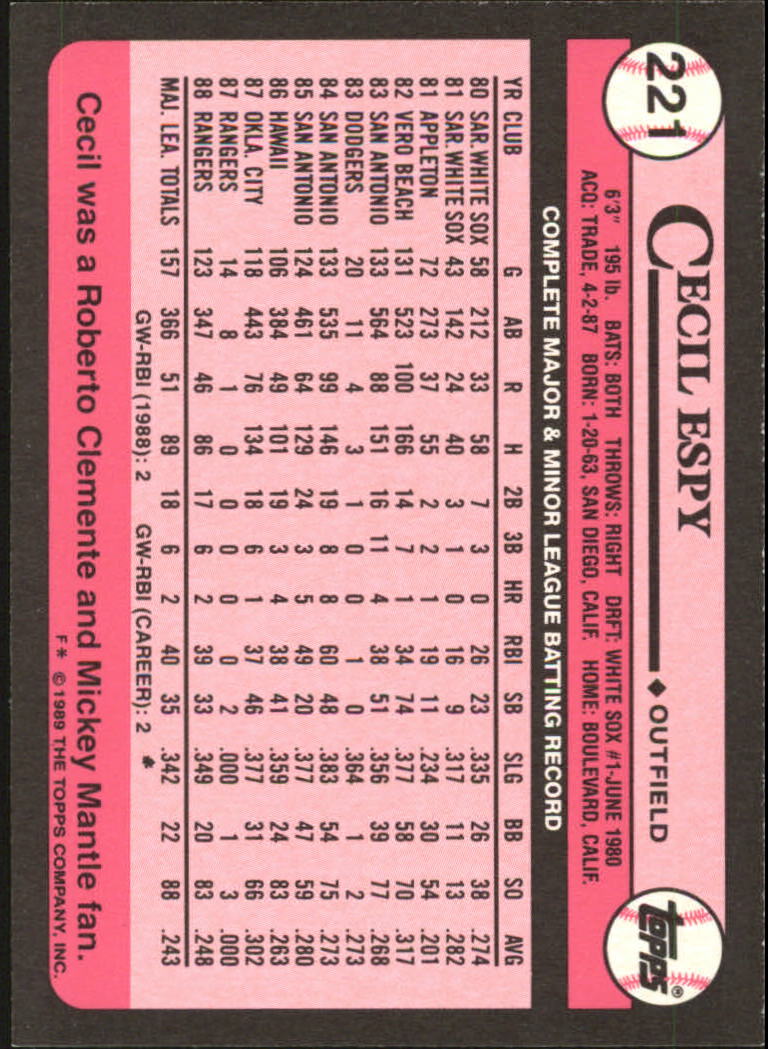 221
CECIL ESPY ♦ OUTFIELD
topps®
6'3" 195 lb. BATS: BOTH THROWS: RIGHT DRFT: WHITE SOX #1-JUNE 1980
ACQ: TRADE, 4-2-87 BORN: 1-20-63, SAN DIEGO, CALIF. HOME: BOULEVARD, CALIF.
COMPLETE MAJOR & MINOR LEAGUE BATTING RECORD
YR CLUB G AB R H 2B 3B HR RBI SB SLG BB SO AVG
80 SAR. WHITE SOX 58 212 33 58 7 3 0 26 23 .335 26 38 .274
81 SAR. WHITE SOX 43 142 24 40 3 1 0 16 9 .317 11 13 .282
81 APPLETON 72 273 37 55 2 2 1 19 11 .234 30 54 .201
82 VERO BEACH 131 523 100 166 14 7 1 34 74 .377 58 70 .317
83 SAN ANTONIO 133 564 88 151 16 11 4 38 51 .356 39 77 .268
83 DODGERS 20 11 4 3 1 0 0 1 0 .364 1 2 .273
84 SAN ANTONIO 133 535 99 146 19 8 8 60 48 .383 54 75 .273
85 SAN ANTONIO 124 461 64 129 24 3 5 49 20 .377 47 59 .280
86 HAWAII 106 384 49 101 19 3 4 38 41 .359 24 83 .263
87 OKLA. CITY 118 443 76 134 18 6 1 37 46 .377 31 66 .302
87 RANGERS 14 8 1 0 0 0 0 0 2 .000 1 3 .000
88 RANGERS 123 347 46 86 17 6 2 39 33 .349 20 83 .248
MAJ. LEA. TOTALS 157 366 51 89 18 6 2 40 35 .342 22 88 .243
GW-RBI (1988): 2 GW-RBI (CAREER): 2 *
Cecil was a Roberto Clemente and Mickey Mantle fan.
F* © 1989 THE TOPPS COMPANY, INC.